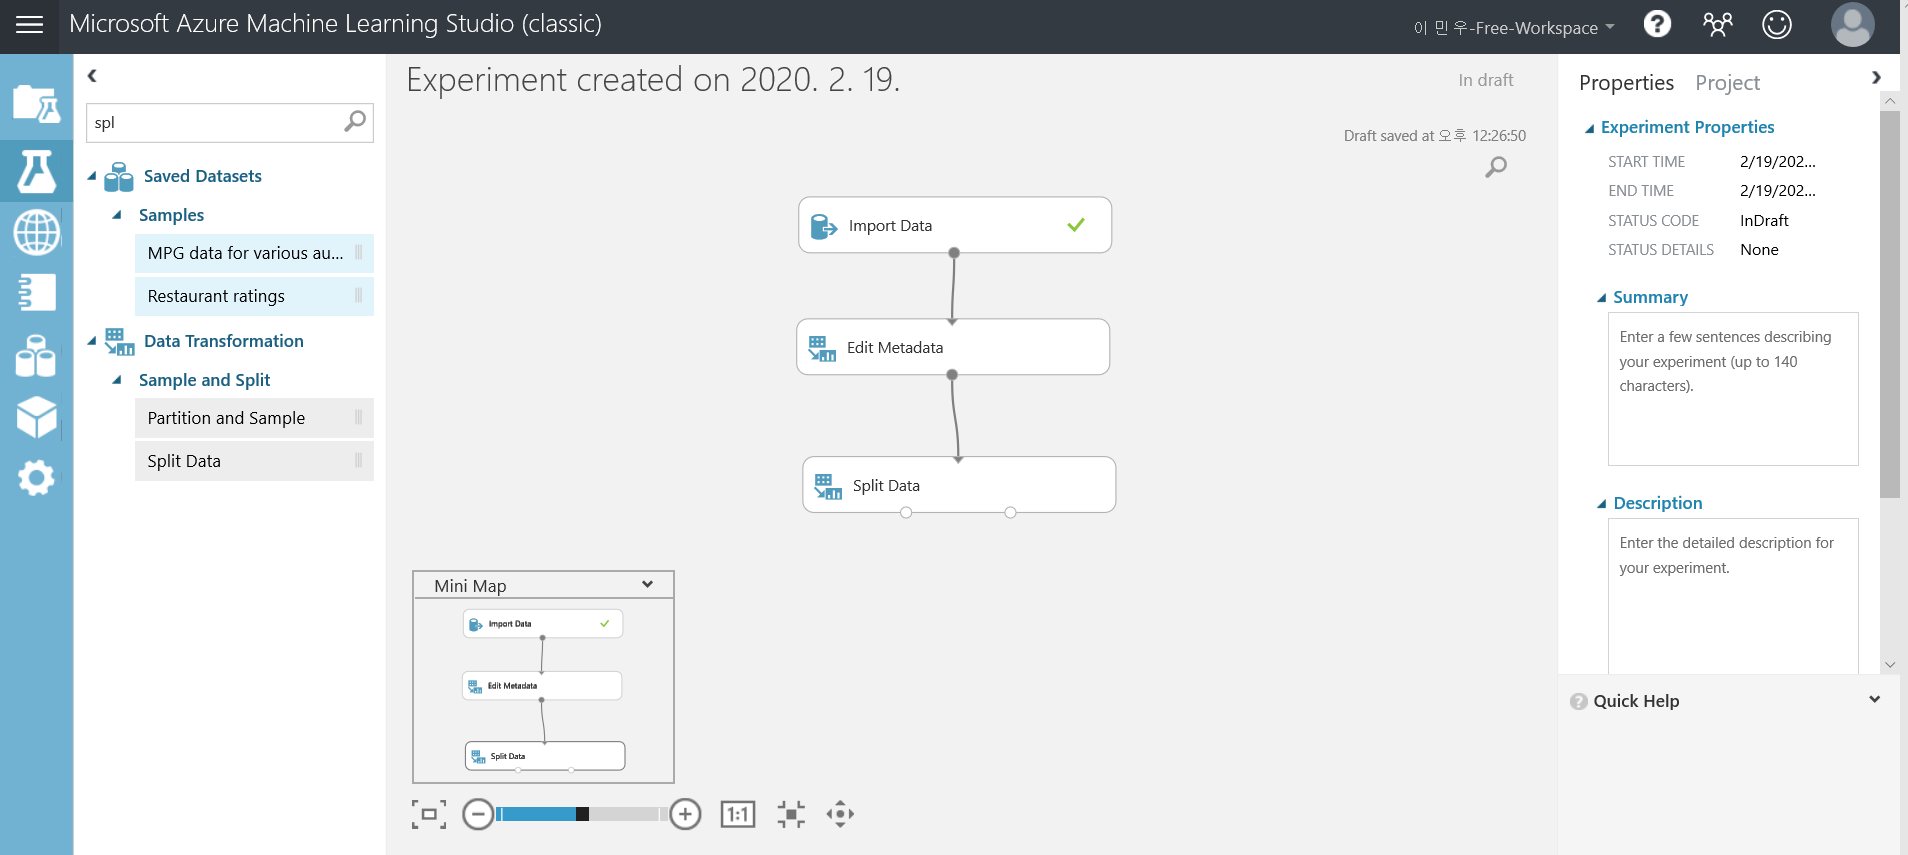 Microsoft Azure Machine Learning Studio (classic)
이 민 우-Free-Workspace
?
spl
Saved Datasets
Samples
MPG data for various au...
Restaurant ratings
Data Transformation
Sample and Split
Partition and Sample
Split Data
Experiment created on 2020. 2. 19.
In draft
Draft saved at 오후 12:26:50
Import Data
Edit Metadata
Split Data
Mini Map
Import Data
Edit Metadata
Split Data
1:1
Properties Project
Experiment Properties
START TIME 2/19/202...
END TIME 2/19/202...
STATUS CODE InDraft
STATUS DETAILS None
Summary
Enter a few sentences describing
your experiment (up to 140
characters).
Description
Enter the detailed description for
your experiment.
? Quick Help